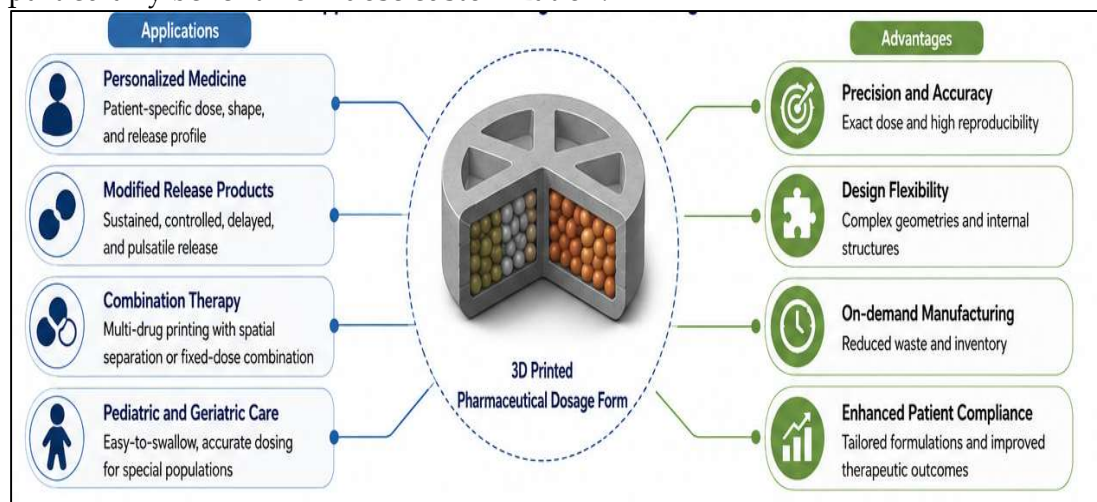 Applications
Personalized Medicine
Patient-specific dose, shape,
and release profile
Modified Release Products
Sustained, controlled, delayed,
and pulsatile release
Combination Therapy
Multi-drug printing with spatial
separation or fixed-dose combination
Pediatric and Geriatric Care
Easy-to-swallow, accurate dosing
for special populations
3D Printed
Pharmaceutical Dosage Form
Advantages
Precision and Accuracy
Exact dose and high reproducibility
Design Flexibility
Complex geometries and internal
structures
On-demand Manufacturing
Reduced waste and inventory
Enhanced Patient Compliance
Tailored formulations and improved
therapeutic outcomes